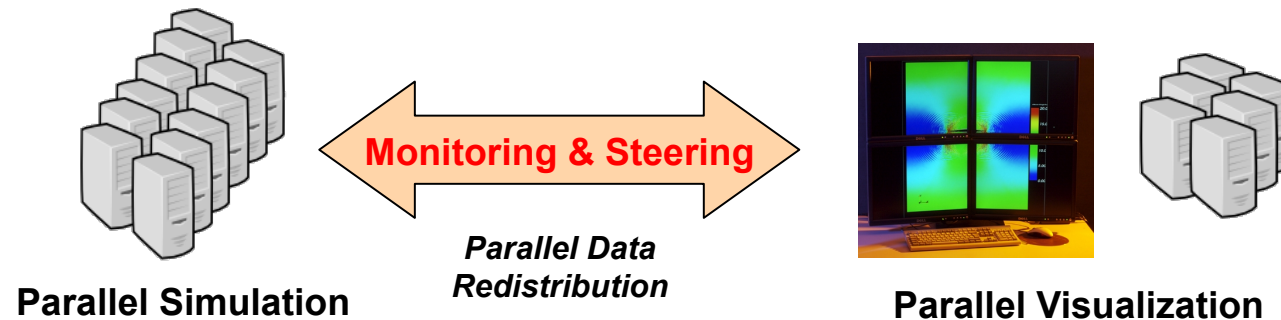 Monitoring & Steering
Parallel Data
Redistribution
Parallel Simulation
Parallel Visualization